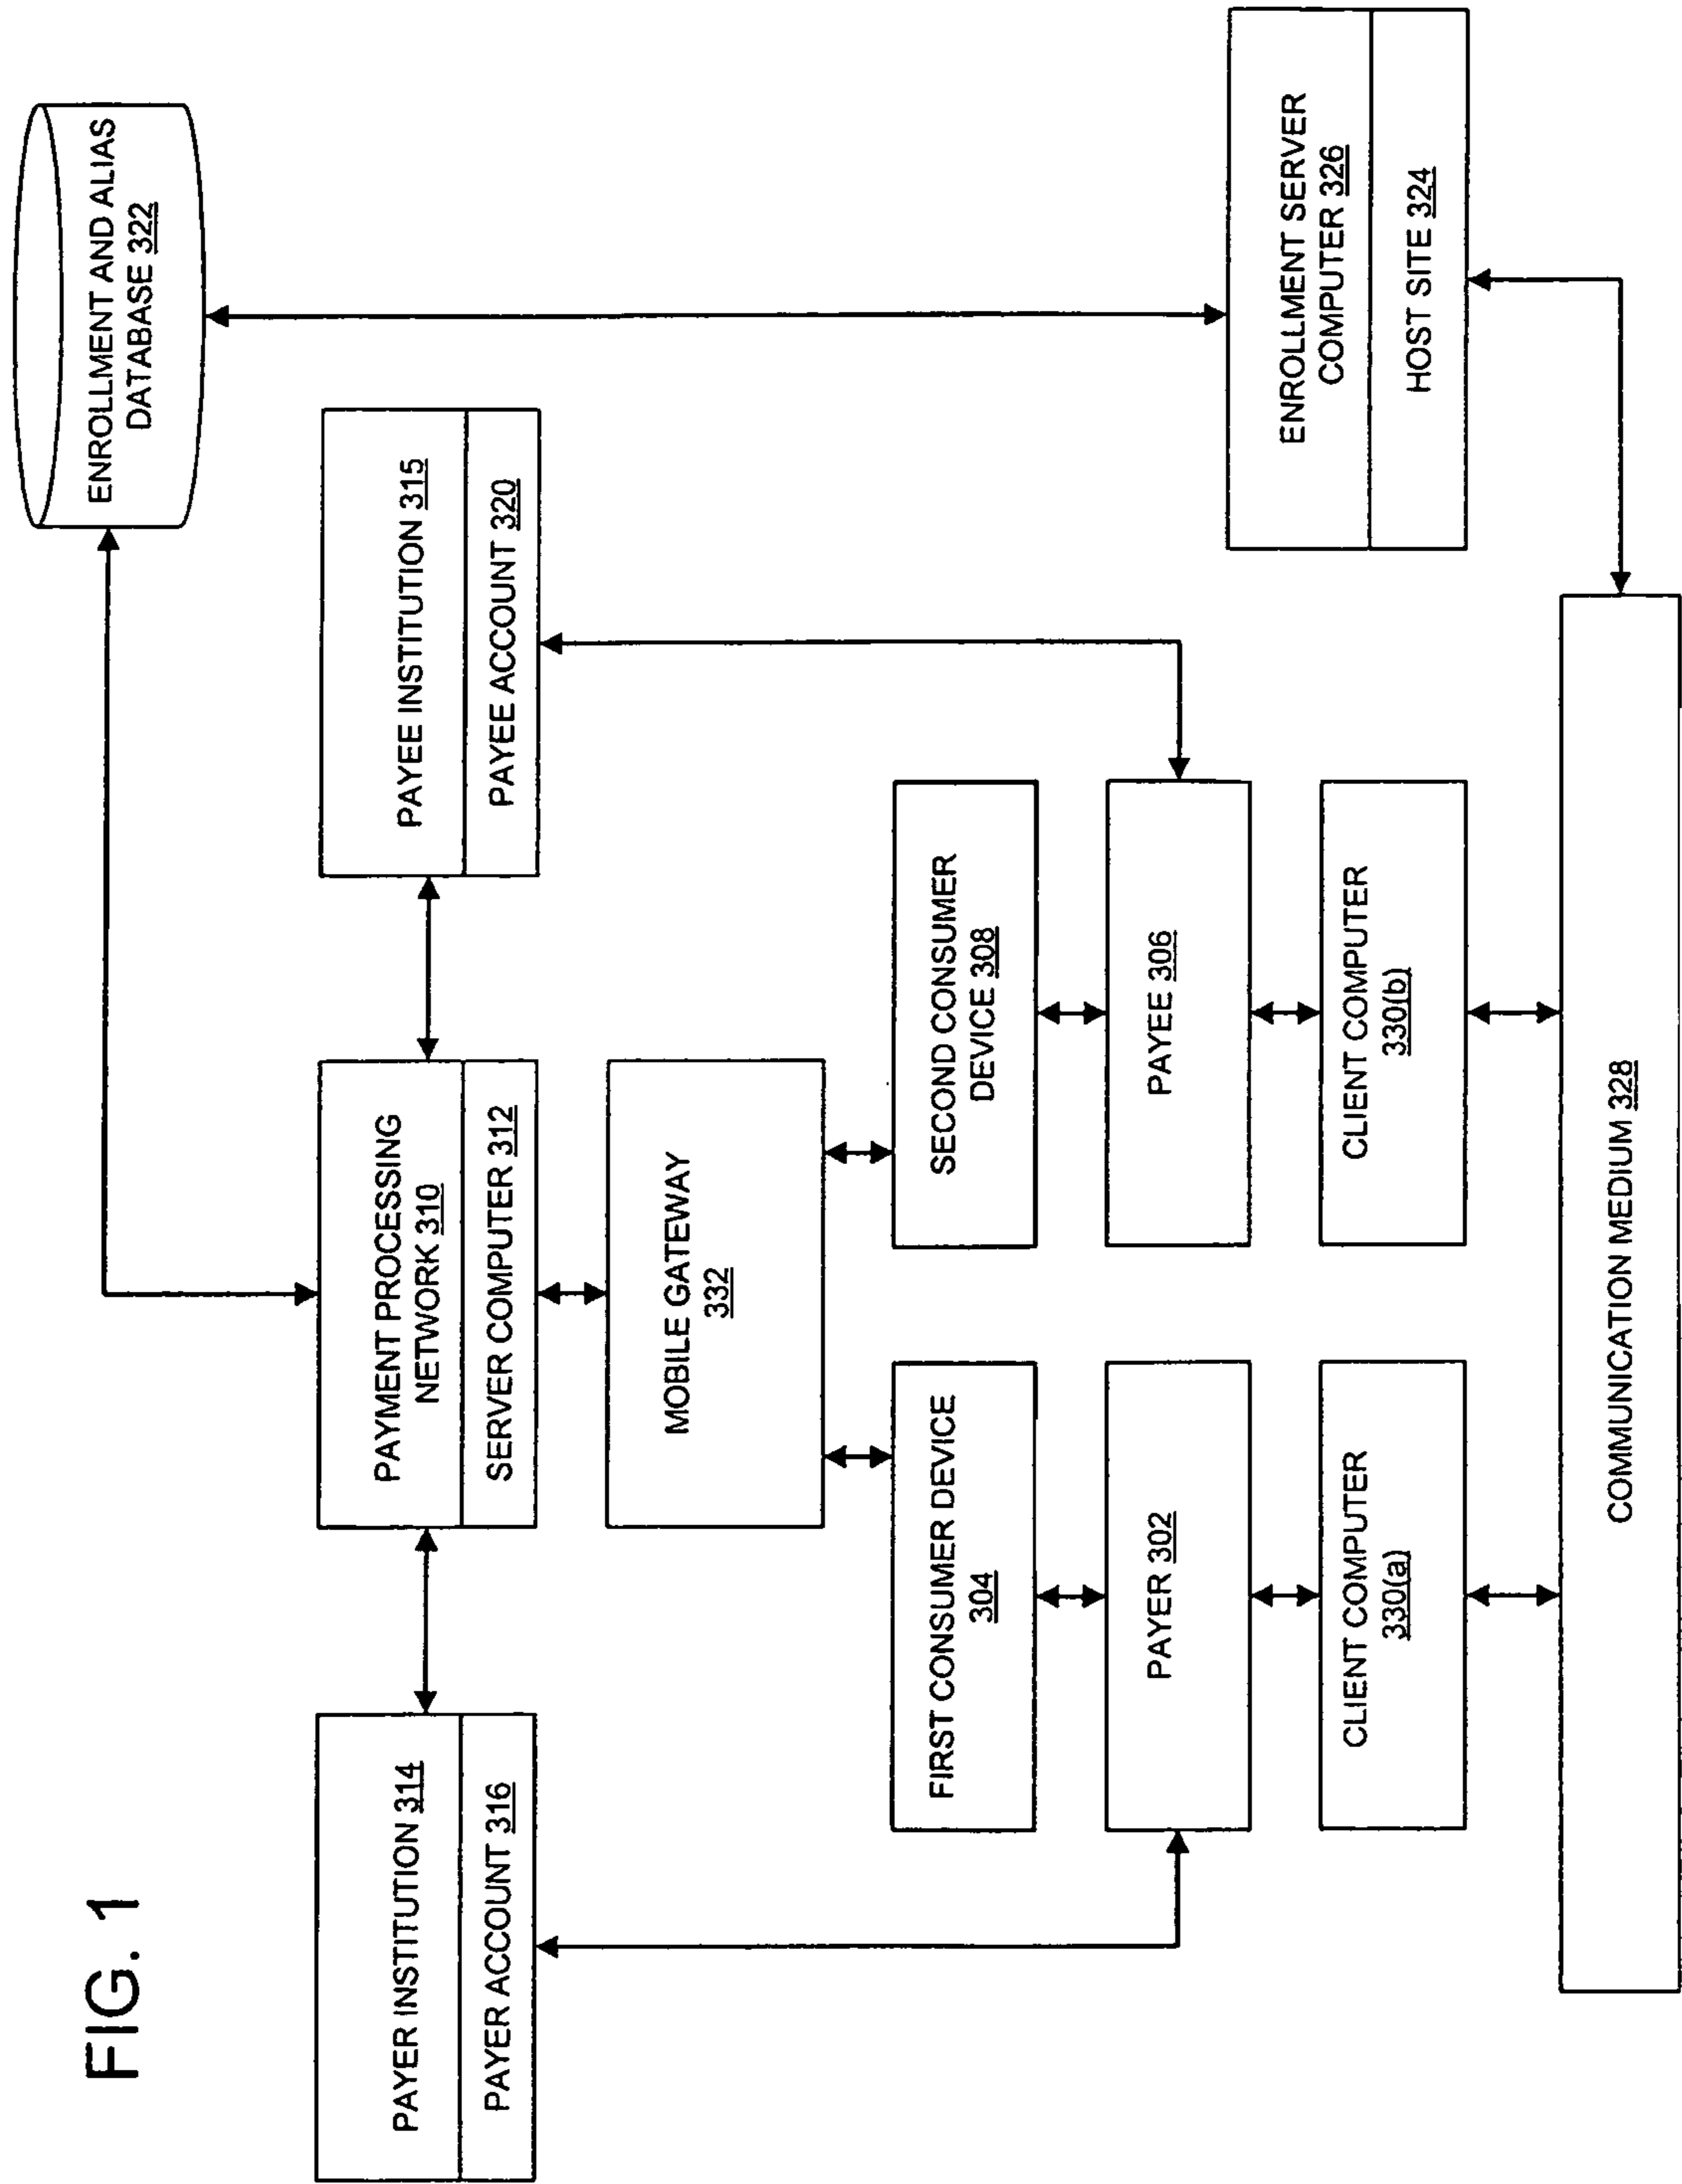 FIG. 1
ENROLLMENT AND ALIAS
DATABASE 322
PAYER INSTITUTION 314
PAYER ACCOUNT 316
PAYMENT PROCESSING
NETWORK 310
SERVER COMPUTER 312
PAYEE INSTITUTION 315
PAYEE ACCOUNT 320
MOBILE GATEWAY
332
FIRST CONSUMER DEVICE
304
SECOND CONSUMER
DEVICE 308
PAYER 302
PAYEE 306
CLIENT COMPUTER
330(a)
CLIENT COMPUTER
330(b)
ENROLLMENT SERVER
COMPUTER 326
HOST SITE 324
COMMUNICATION MEDIUM 328